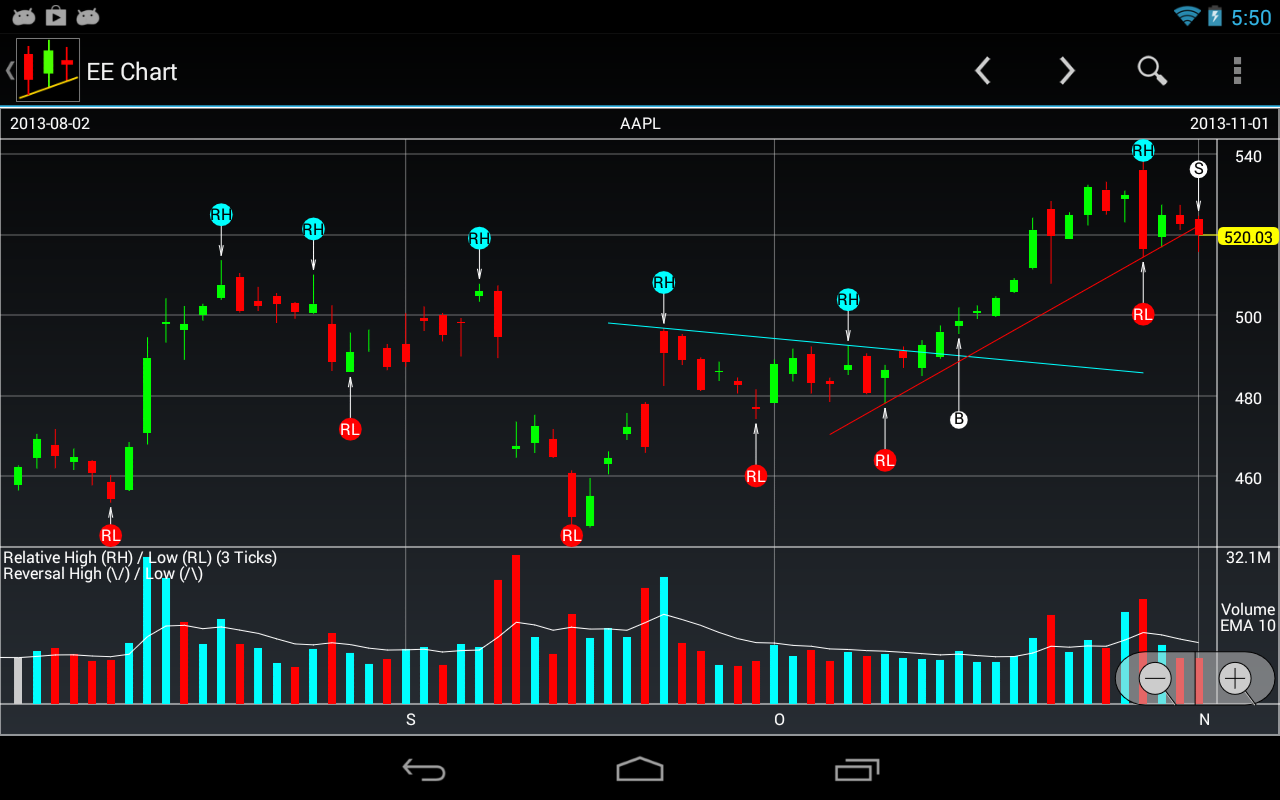 5:50
EE Chart
2013-08-02 AAPL 2013-11-01
RH
540
S
RH
RH
RH
520.03
RH
RH
RL
500
480
B
RL
RL
RL
460
RL
RL
Relative High (RH) / Low (RL) (3 Ticks)
Reversal High (\/) / Low (/\)
32.1M
Volume
EMA 10
S O N